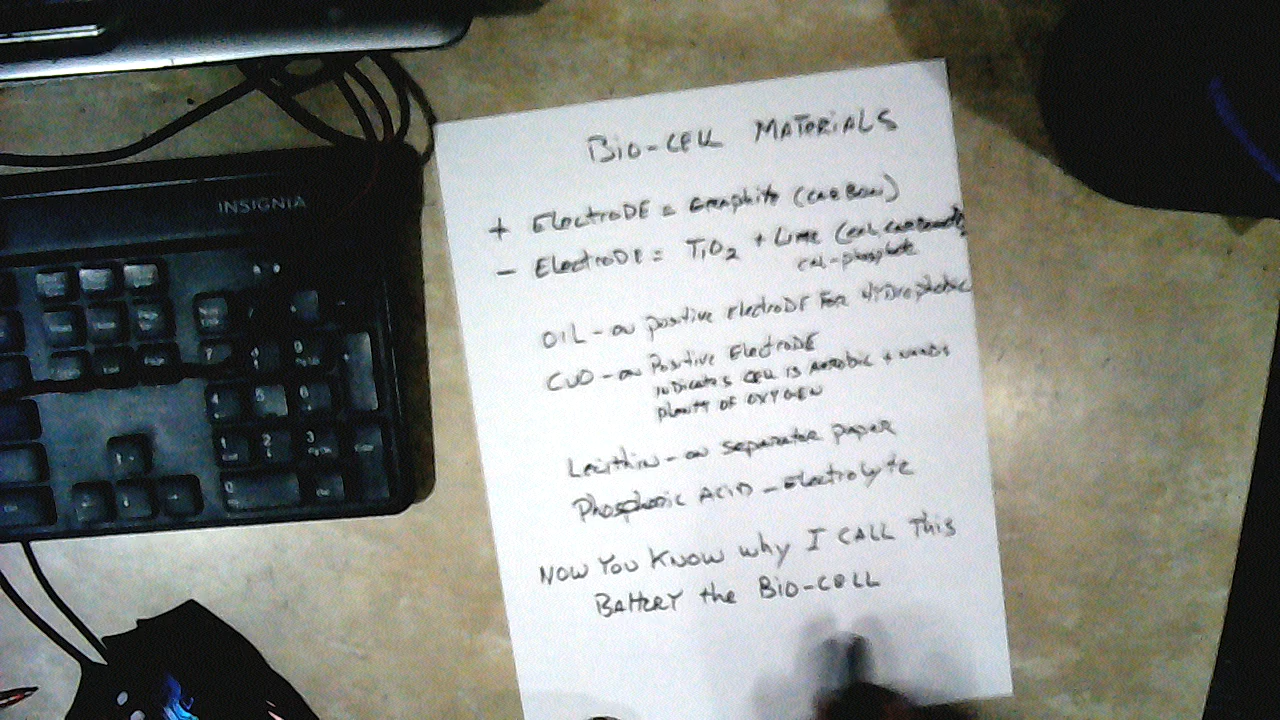 INSIGNIA
BIO-CELL MATERIALS
+ ElectroDE = Graphite (CARBON)
- ElectroDE = TiO2 + Lime (cal carbonate
cal-phosphate
OIL - on positive ElectroDE For Hydrophobic
CUO - on Positive ElectroDE
indicates cell is Aerobic + needs
plenty of oxygen
Lecithin - on separator paper
Phosphoric ACID - Electrolyte
NOW YOU KNOW why I CALL This
BATTERY the BIO-CELL